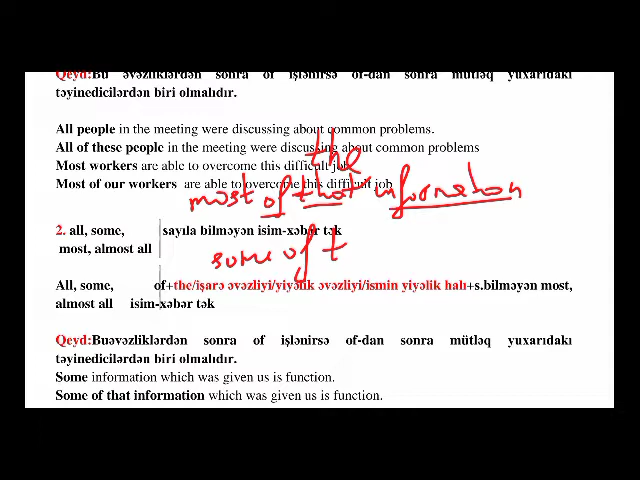 Qeyd:Bu əvəzliklərdən sonra of işlənirsə of-dan sonra mütləq yuxarıdakı
təyinedicilərdən biri olmalıdır.
All people in the meeting were discussing about common problems.
All of these people in the meeting were discussing about common problems
the
Most workers are able to overcome this difficult job
Most of our workers are able to overcome this difficult job
most of that information
2. all, some, sayıla bilməyən isim-xəbər tək
most, almost all
some of t
All, some, of+the/işarə əvəzliyi/yiyəlik əvəzliyi/ismin yiyəlik halı+s.bilməyən most,
almost all isim-xəbər tək
Qeyd:Buəvəzliklərdən sonra of işlənirsə of-dan sonra mütləq yuxarıdakı
təyinedicilərdən biri olmalıdır.
Some information which was given us is function.
Some of that information which was given us is function.